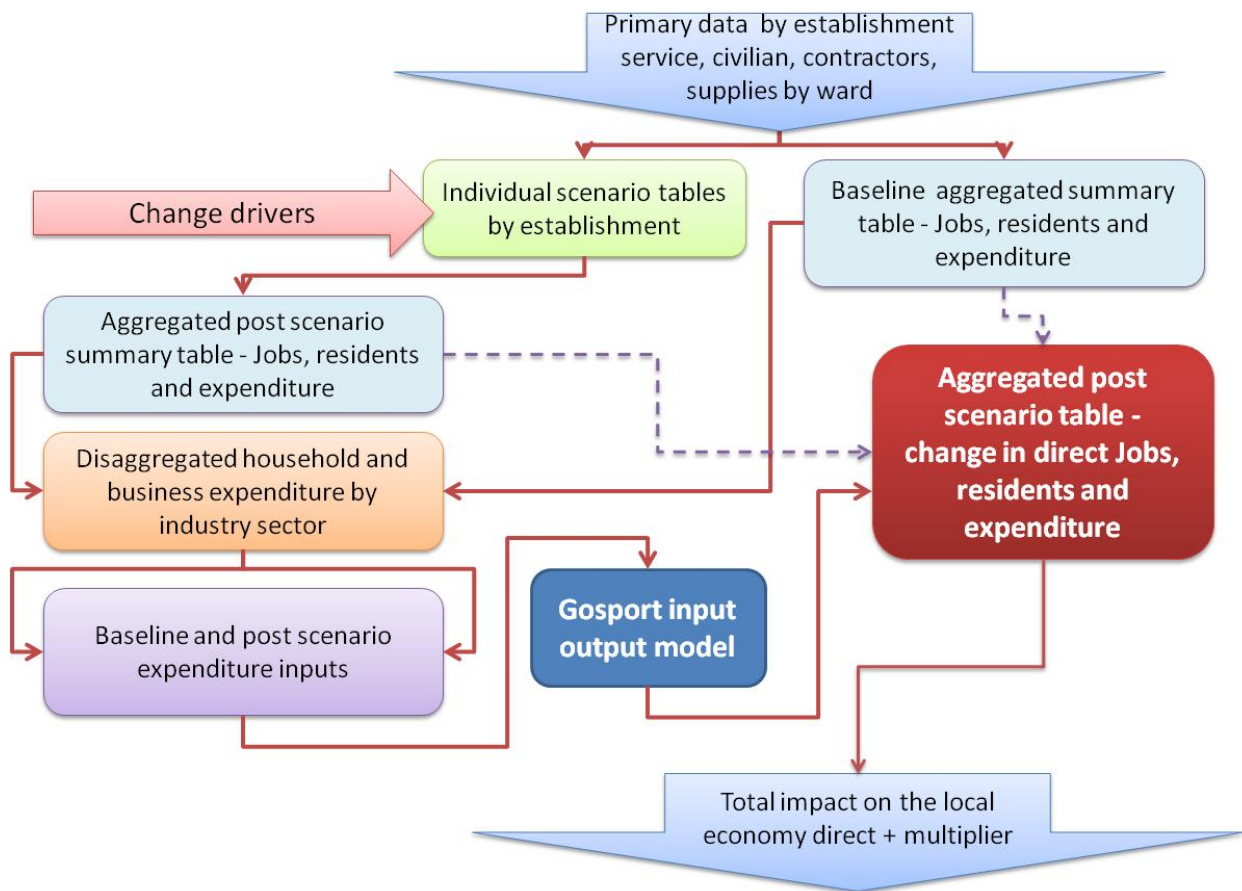 Primary data by establishment
service, civilian, contractors,
supplies by ward
Change drivers
Individual scenario tables
by establishment
Baseline aggregated summary
table - Jobs, residents and
expenditure
Aggregated post scenario
summary table - Jobs, residents
and expenditure
Aggregated post
scenario table -
change in direct Jobs,
residents and
expenditure
Disaggregated household and
business expenditure by
industry sector
Baseline and post scenario
expenditure inputs
Gosport input
output model
Total impact on the local
economy direct + multiplier